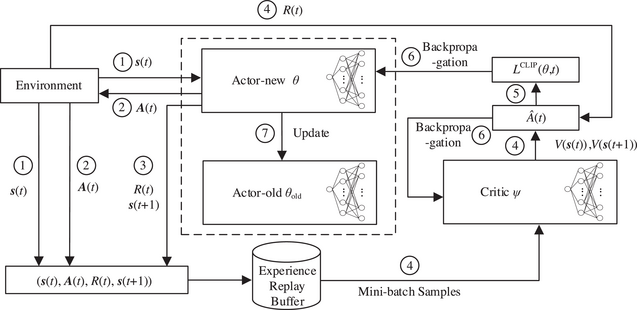 ④ R(t)
Environment
① s(t)
② A(t)
Actor-new θ
⑥ Backpropa
-gation
L^CLIP(θ,t)
⑤
Â(t)
Backpropa
-gation ⑥
④ V(s(t)),V(s(t+1))
① s(t)
② A(t)
③ R(t)
s(t+1)
⑦ Update
Actor-old θ_old
Critic ψ
(s(t), A(t), R(t), s(t+1))
Experience
Replay
Buffer
④
Mini-batch Samples